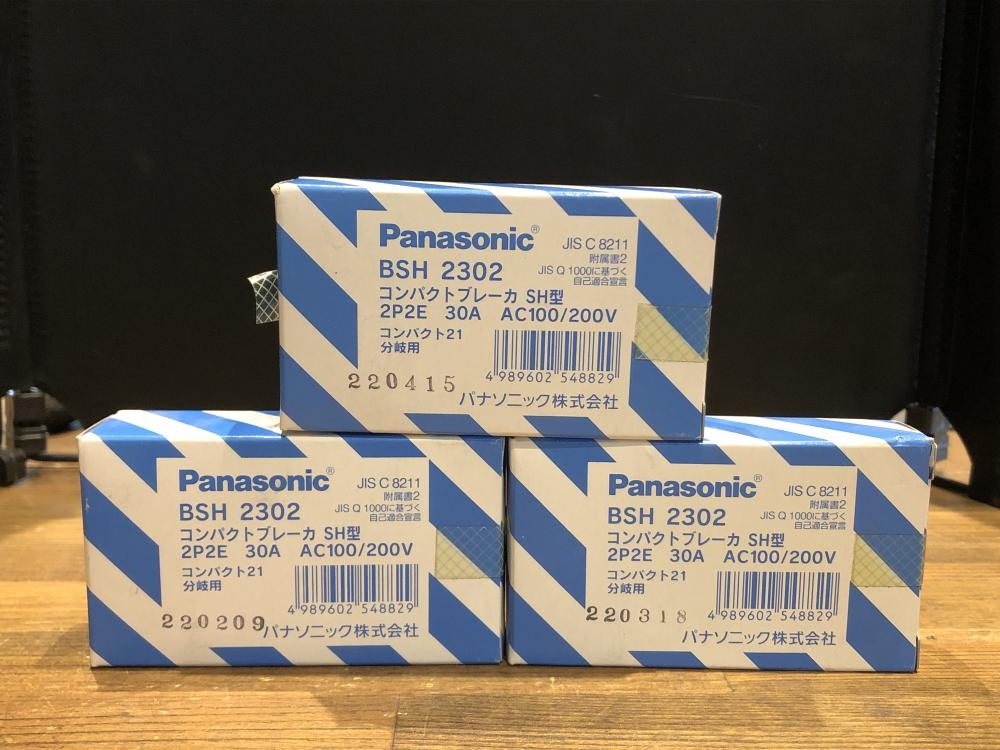 Panasonic®
JIS C 8211
附属書2
JIS Q 1000に基づく
自己適合宣言
BSH 2302
コンパクトブレーカ SH型
2P2E 30A AC100/200V
コンパクト21
分岐用
220415
4 989602 548829
パナソニック株式会社
Panasonic®
JIS C 8211
附属書2
JIS Q 1000に基づく
自己適合宣言
BSH 2302
コンパクトブレーカ SH型
2P2E 30A AC100/200V
コンパクト21
分岐用
220209
4 989602 548829
パナソニック株式会社
Panasonic®
JIS C 8211
附属書2
JIS Q 1000に基づく
自己適合宣言
BSH 2302
コンパクトブレーカ SH型
2P2E 30A AC100/200V
コンパクト21
分岐用
220318
4 989602 548829
パナソニック株式会社